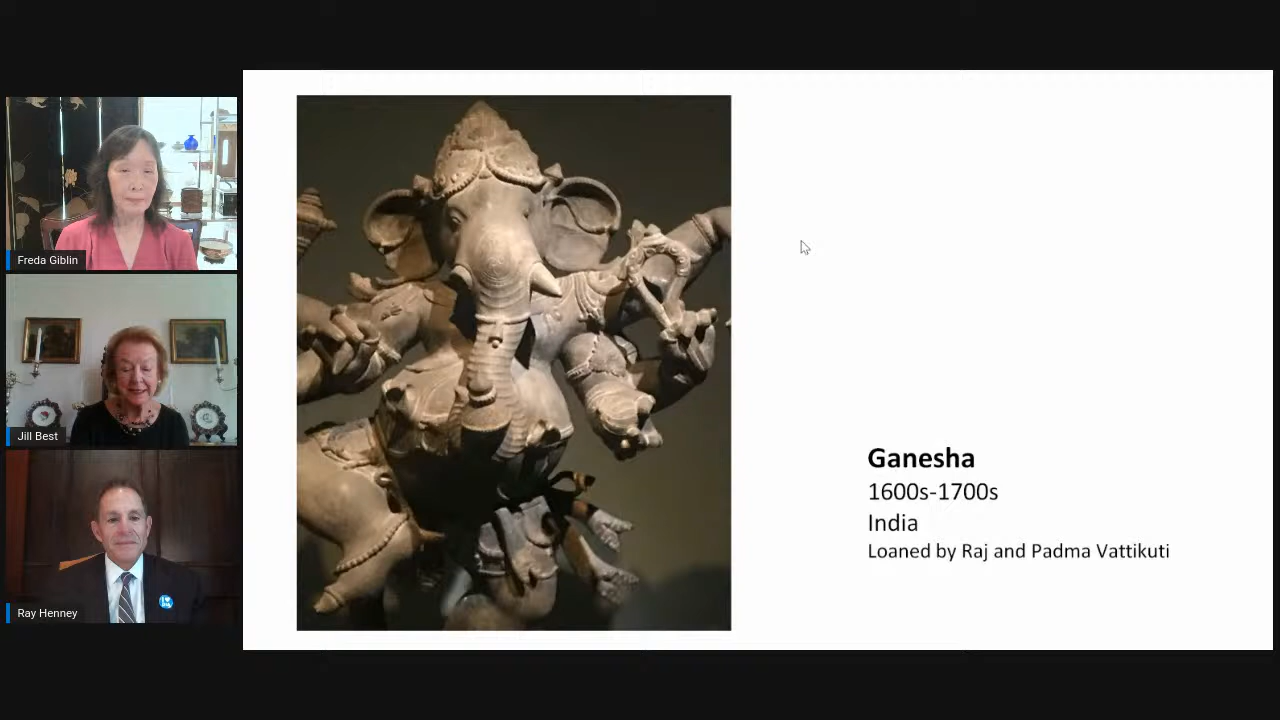 Freda Giblin
Jill Best
Ray Henney
Ganesha
1600s-1700s
India
Loaned by Raj and Padma Vattikuti